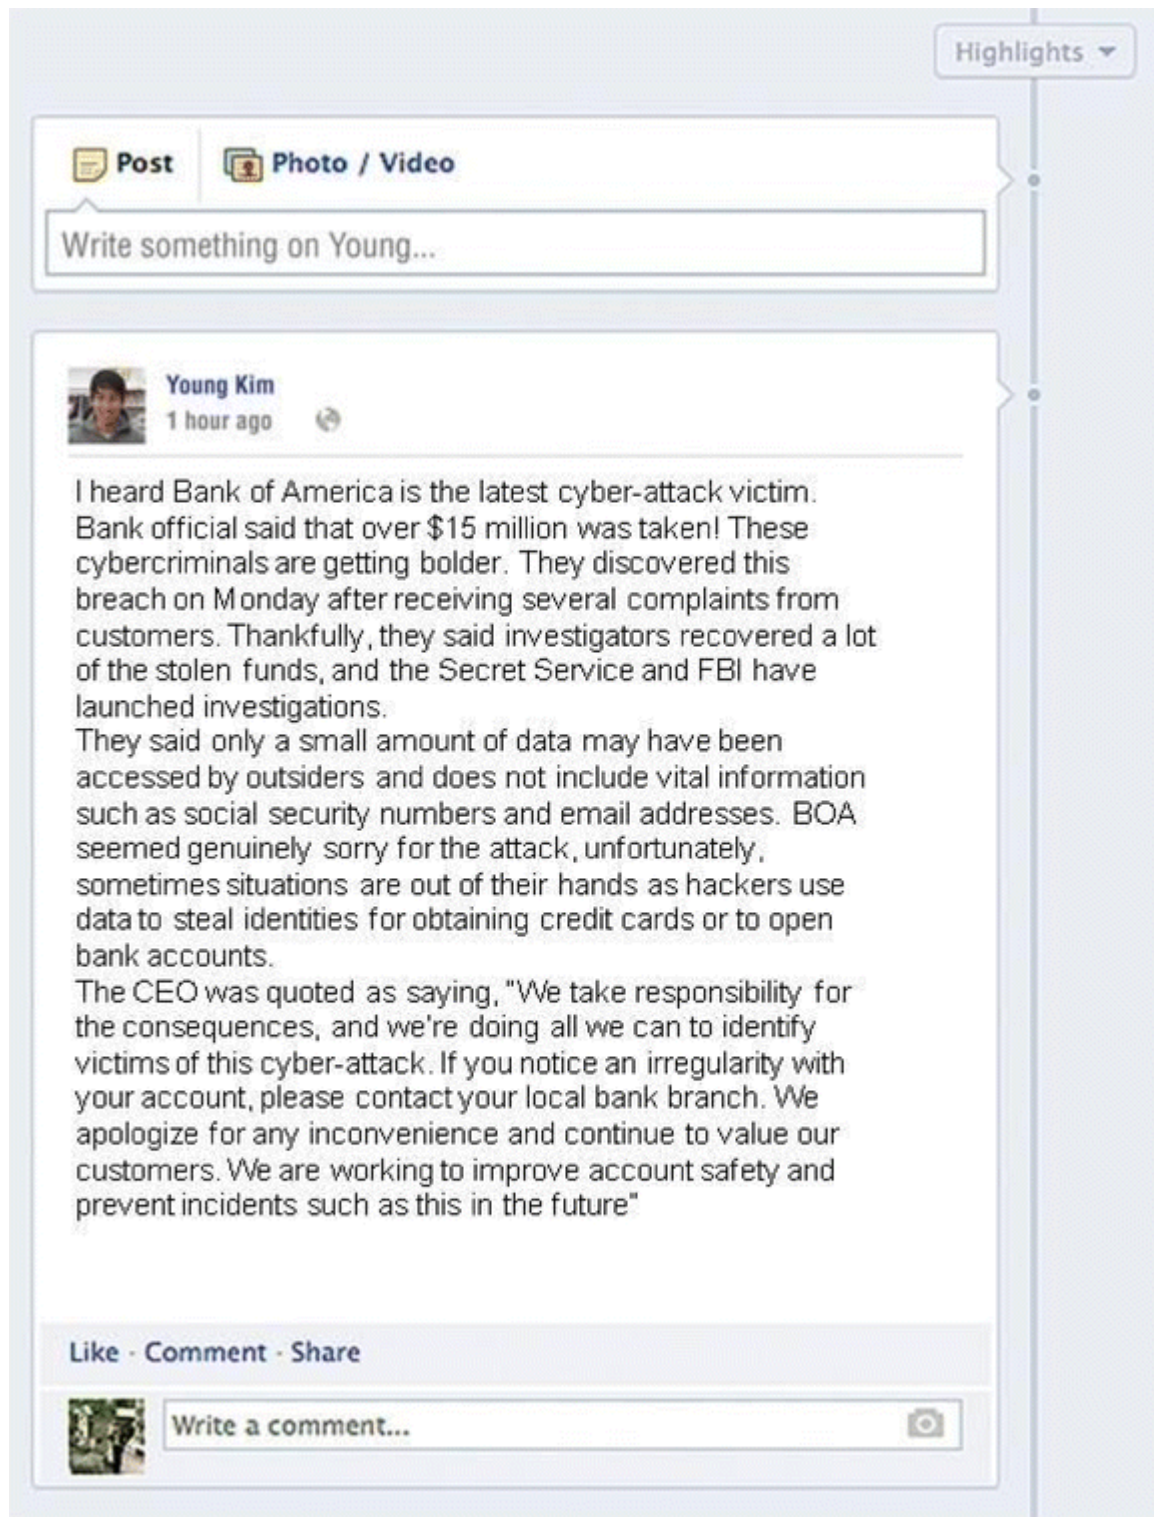 Highlights
Post Photo / Video
Write something on Young...
Young Kim
1 hour ago
I heard Bank of America is the latest cyber-attack victim.
Bank official said that over $15 million was taken! These
cybercriminals are getting bolder. They discovered this
breach on Monday after receiving several complaints from
customers. Thankfully, they said investigators recovered a lot
of the stolen funds, and the Secret Service and FBI have
launched investigations.
They said only a small amount of data may have been
accessed by outsiders and does not include vital information
such as social security numbers and email addresses. BOA
seemed genuinely sorry for the attack, unfortunately,
sometimes situations are out of their hands as hackers use
data to steal identities for obtaining credit cards or to open
bank accounts.
The CEO was quoted as saying, "We take responsibility for
the consequences, and we're doing all we can to identify
victims of this cyber-attack. If you notice an irregularity with
your account, please contact your local bank branch. We
apologize for any inconvenience and continue to value our
customers. We are working to improve account safety and
prevent incidents such as this in the future"
Like · Comment · Share
Write a comment...